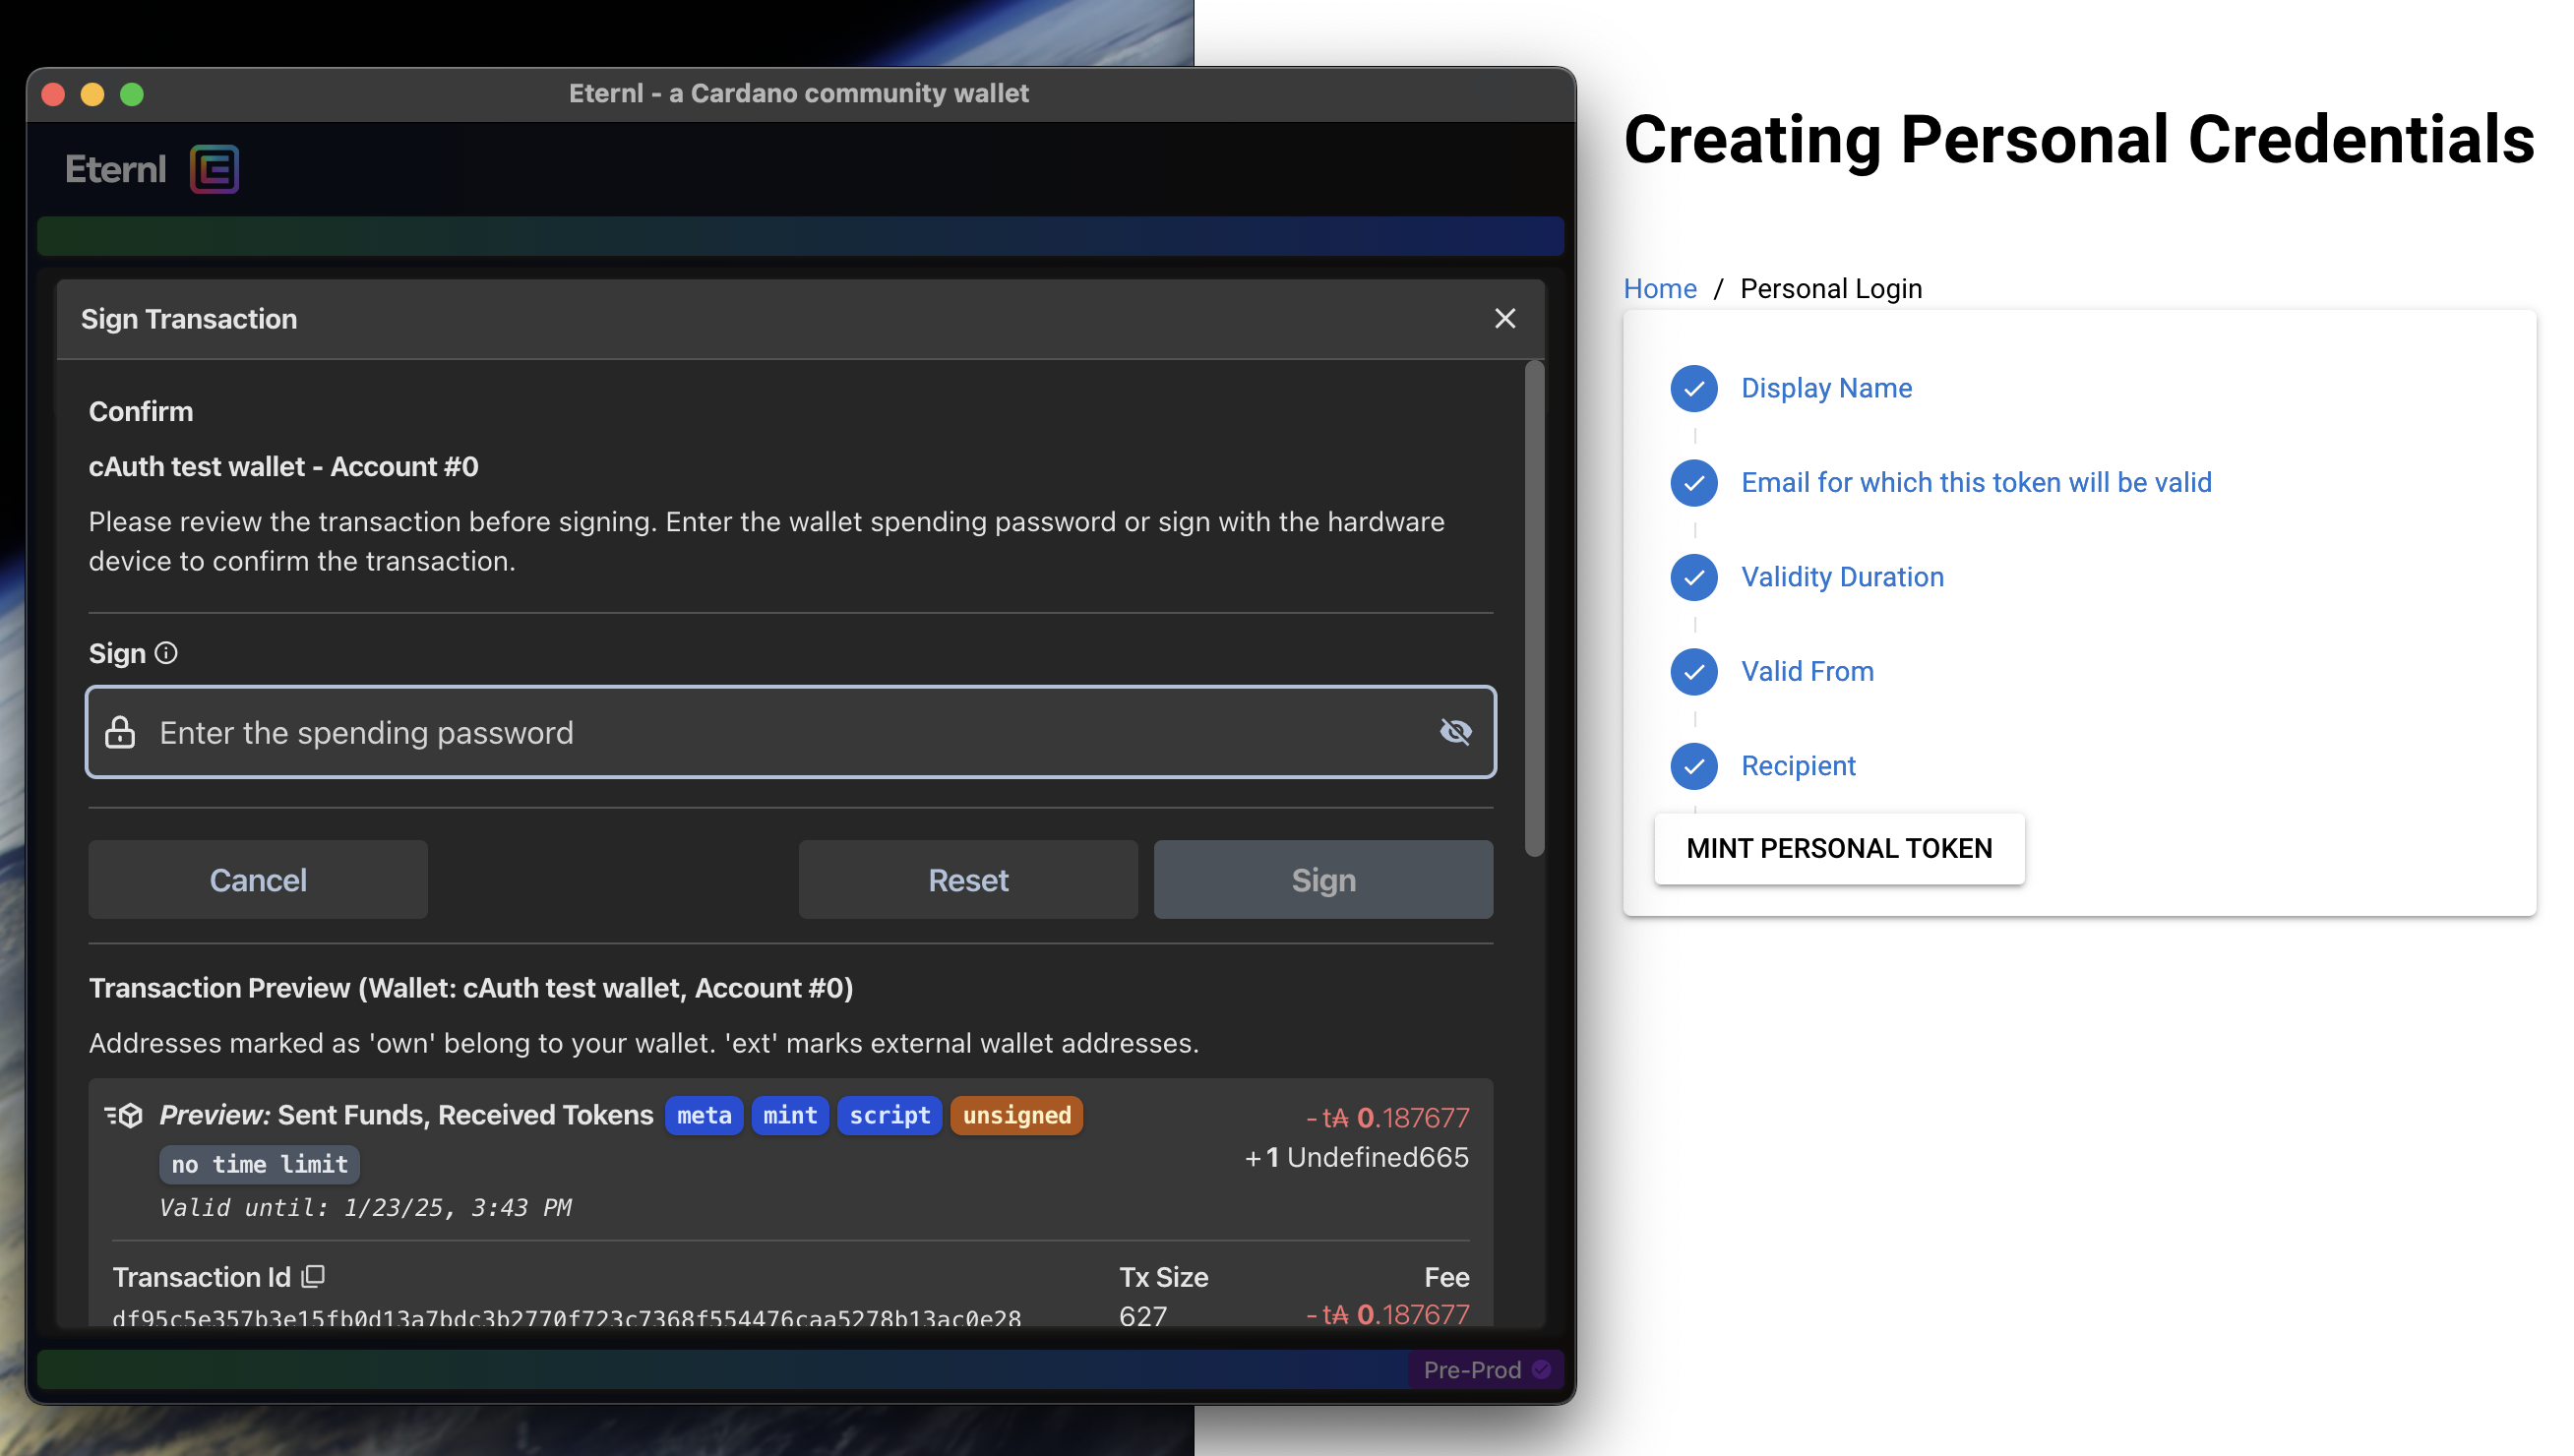 Eternl - a Cardano community wallet
Eternl
Sign Transaction
Confirm
cAuth test wallet - Account #0
Please review the transaction before signing. Enter the wallet spending password or sign with the hardware
device to confirm the transaction.
Sign
Enter the spending password
Cancel
Reset
Sign
Transaction Preview (Wallet: cAuth test wallet, Account #0)
Addresses marked as 'own' belong to your wallet. 'ext' marks external wallet addresses.
Preview: Sent Funds, Received Tokens meta mint script unsigned
- t₳ 0.187677
no time limit
+1 Undefined665
Valid until: 1/23/25, 3:43 PM
Transaction Id
Tx Size
Fee
df95c5e357b3e15fb0d13a7bdc3b2770f723c7368f554476caa5278b13ac0e28
627
- t₳ 0.187677
Pre-Prod
Creating Personal Credentials
Home / Personal Login
Display Name
Email for which this token will be valid
Validity Duration
Valid From
Recipient
MINT PERSONAL TOKEN